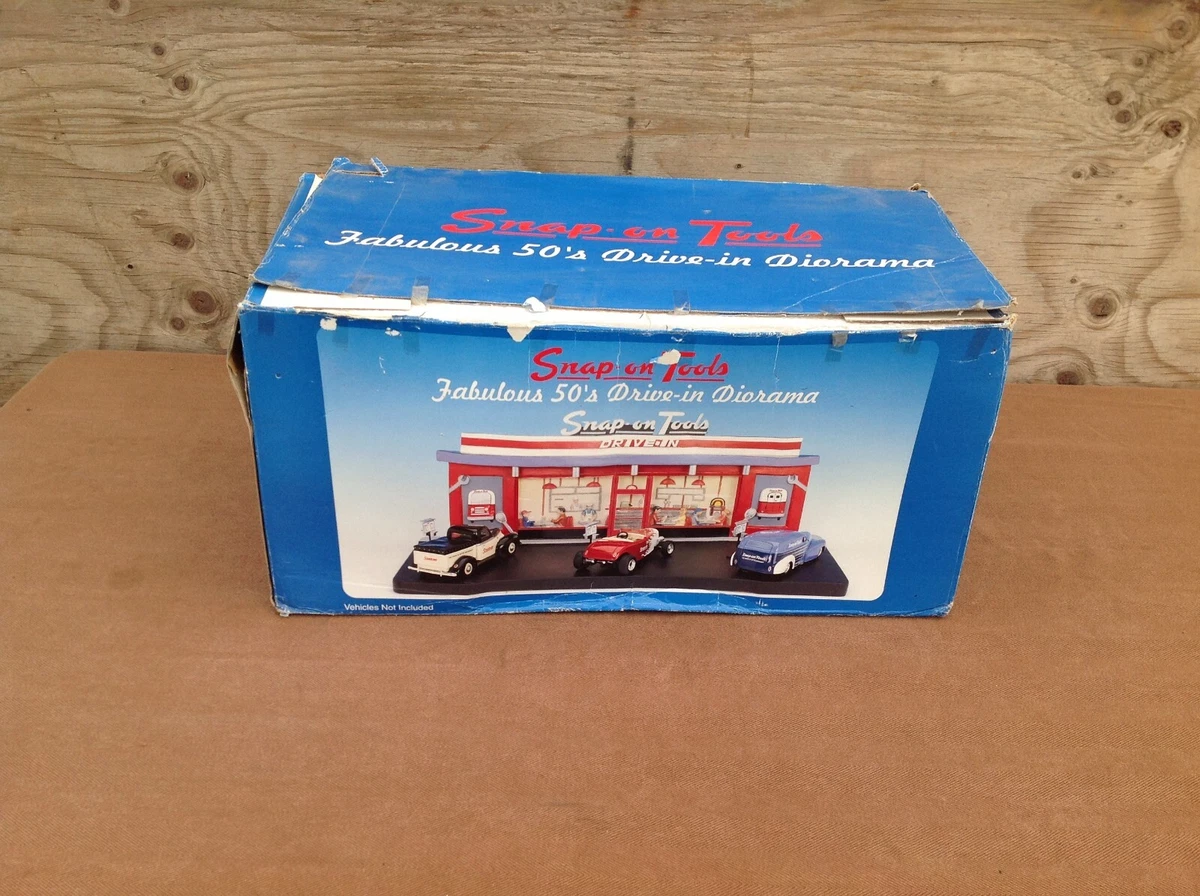 Snap-on Tools
Fabulous 50's Drive-in Diorama
Snap-on Tools
Fabulous 50's Drive-in Diorama
Snap-on Tools
DRIVE-IN
Vehicles Not Included